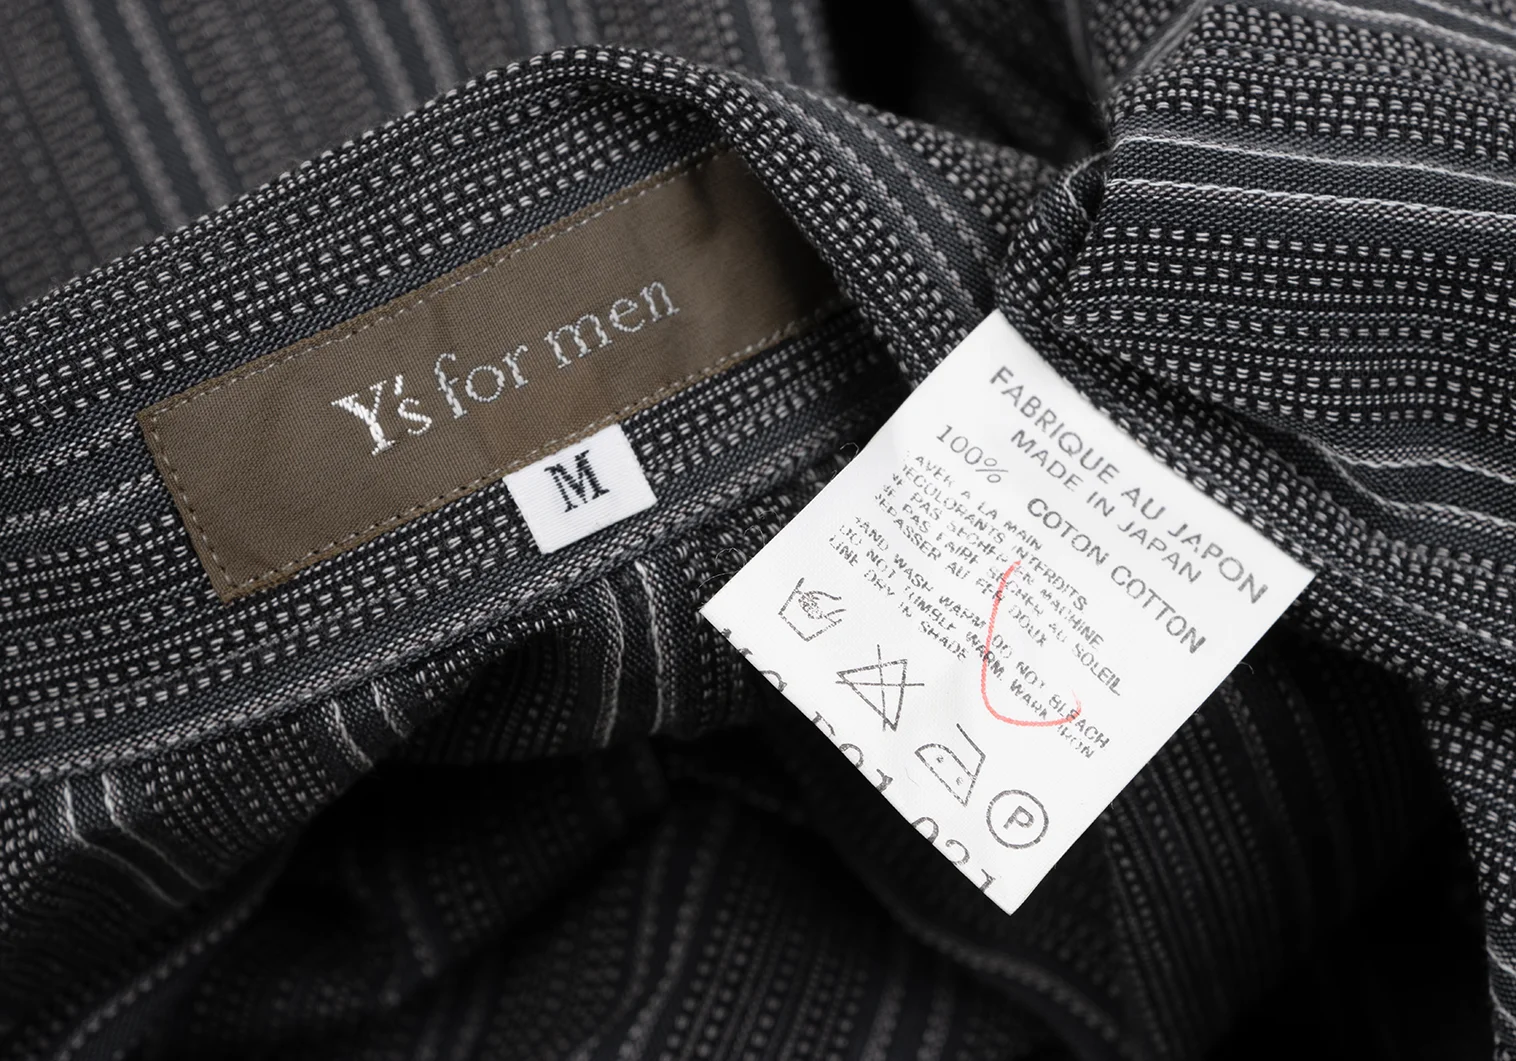 Y's for men
M
FABRIQUE AU JAPON
MADE IN JAPAN
100% COTON COTTON
LAVER A LA MAIN
DECOLORANTS INTERDITS
NE PAS SECHER EN MACHINE
NE PAS FAIRE SECHER AU SOLEIL
REPASSER AU FER DOUX
HAND WASH WARM, DO NOT BLEACH
DO NOT TUMBLE WARM, WARM IRON
LINE DRY IN SHADE
P